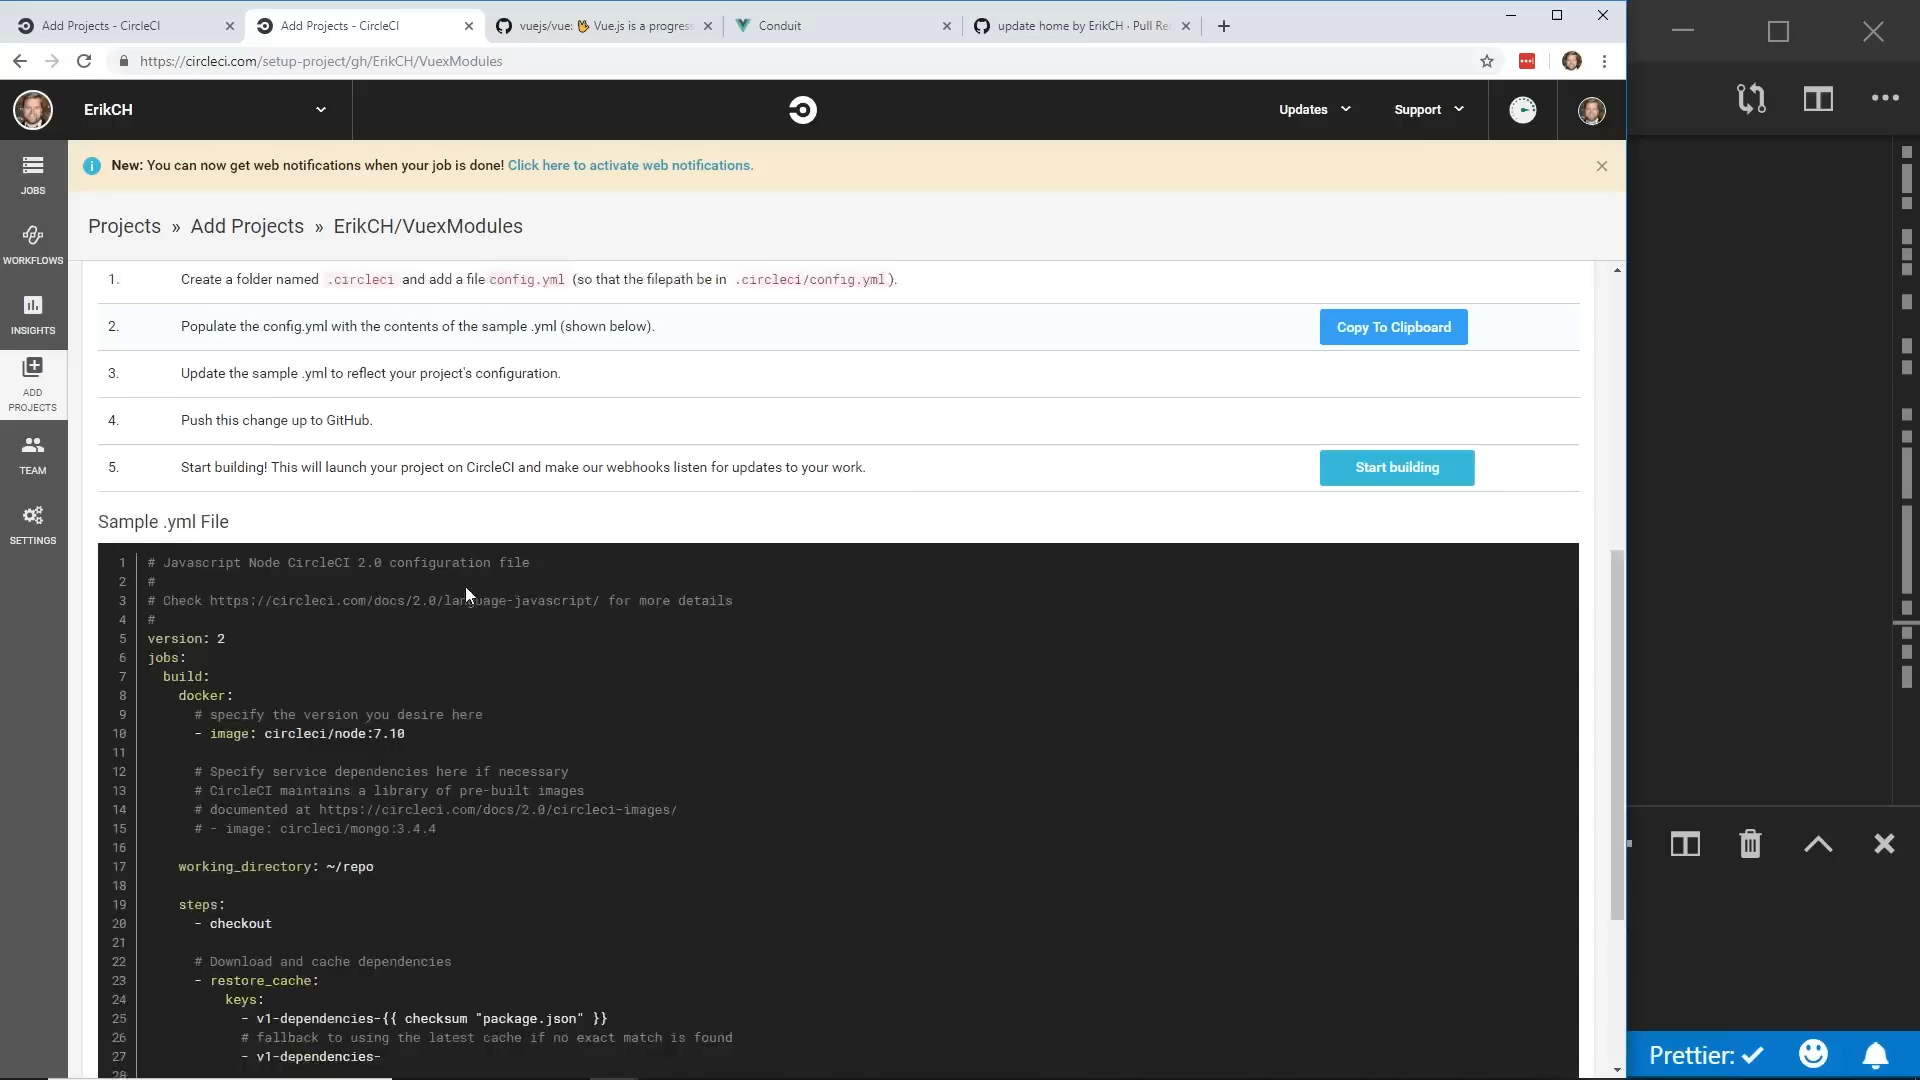 Add Projects - CircleCI
Add Projects - CircleCI
vuejs/vue: Vue.js is a progress
Conduit
update home by ErikCH · Pull Re
https://circleci.com/setup-project/gh/ErikCH/VuexModules
ErikCH
Updates
Support
New: You can now get web notifications when your job is done! Click here to activate web notifications.
JOBS
WORKFLOWS
INSIGHTS
ADD
PROJECTS
TEAM
SETTINGS
Projects » Add Projects » ErikCH/VuexModules
1. Create a folder named .circleci and add a file config.yml (so that the filepath be in .circleci/config.yml).
2. Populate the config.yml with the contents of the sample .yml (shown below).
Copy To Clipboard
3. Update the sample .yml to reflect your project's configuration.
4. Push this change up to GitHub.
5. Start building! This will launch your project on CircleCI and make our webhooks listen for updates to your work.
Start building
Sample .yml File
1 # Javascript Node CircleCI 2.0 configuration file
2 #
3 # Check https://circleci.com/docs/2.0/language-javascript/ for more details
4 #
5 version: 2
6 jobs:
7 build:
8 docker:
9 # specify the version you desire here
10 - image: circleci/node:7.10
11
12 # Specify service dependencies here if necessary
13 # CircleCI maintains a library of pre-built images
14 # documented at https://circleci.com/docs/2.0/circleci-images/
15 # - image: circleci/mongo:3.4.4
16
17 working_directory: ~/repo
18
19 steps:
20 - checkout
21
22 # Download and cache dependencies
23 - restore_cache:
24 keys:
25 - v1-dependencies-{{ checksum "package.json" }}
26 # fallback to using the latest cache if no exact match is found
27 - v1-dependencies-
28
Prettier: ✓